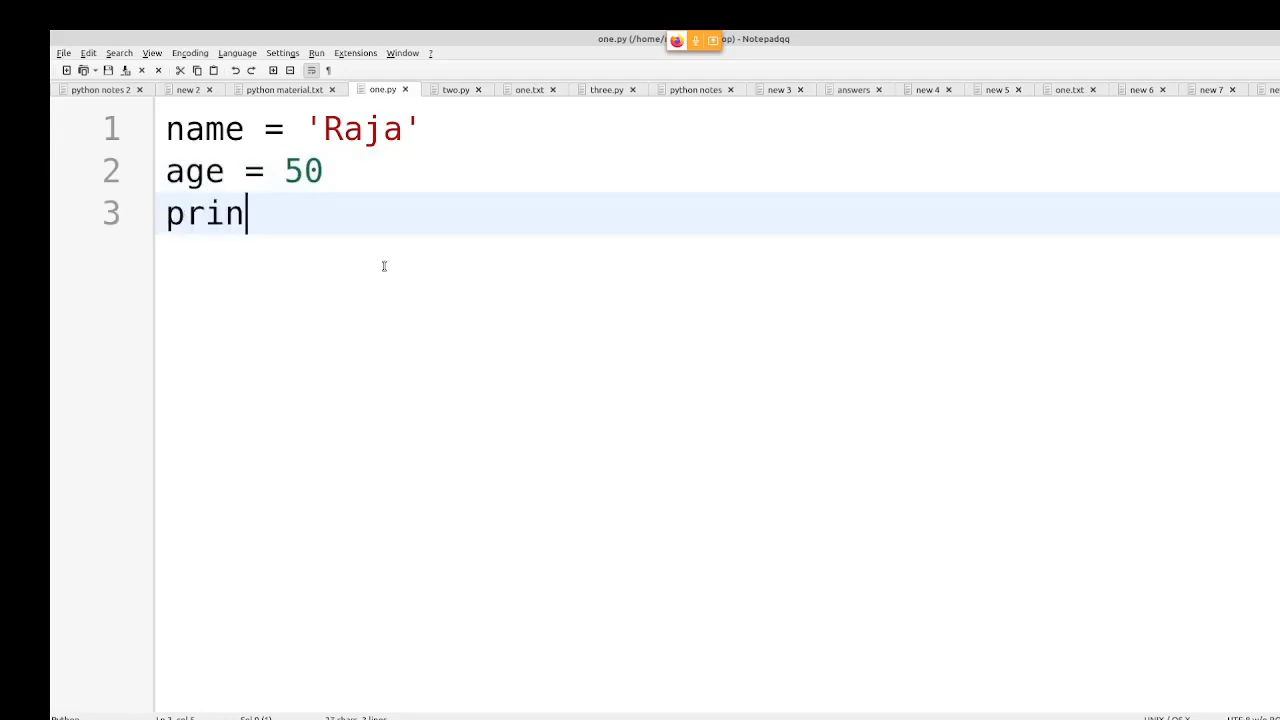 one.py (/home/ op) - Notepadqq
File Edit Search View Encoding Language Settings Run Extensions Window ?
python notes 2 new 2 python material.txt one.py two.py one.txt three.py python notes new 3 answers new 4 new 5 one.txt new 6 new 7
1 name = 'Raja'
2 age = 50
3 prin